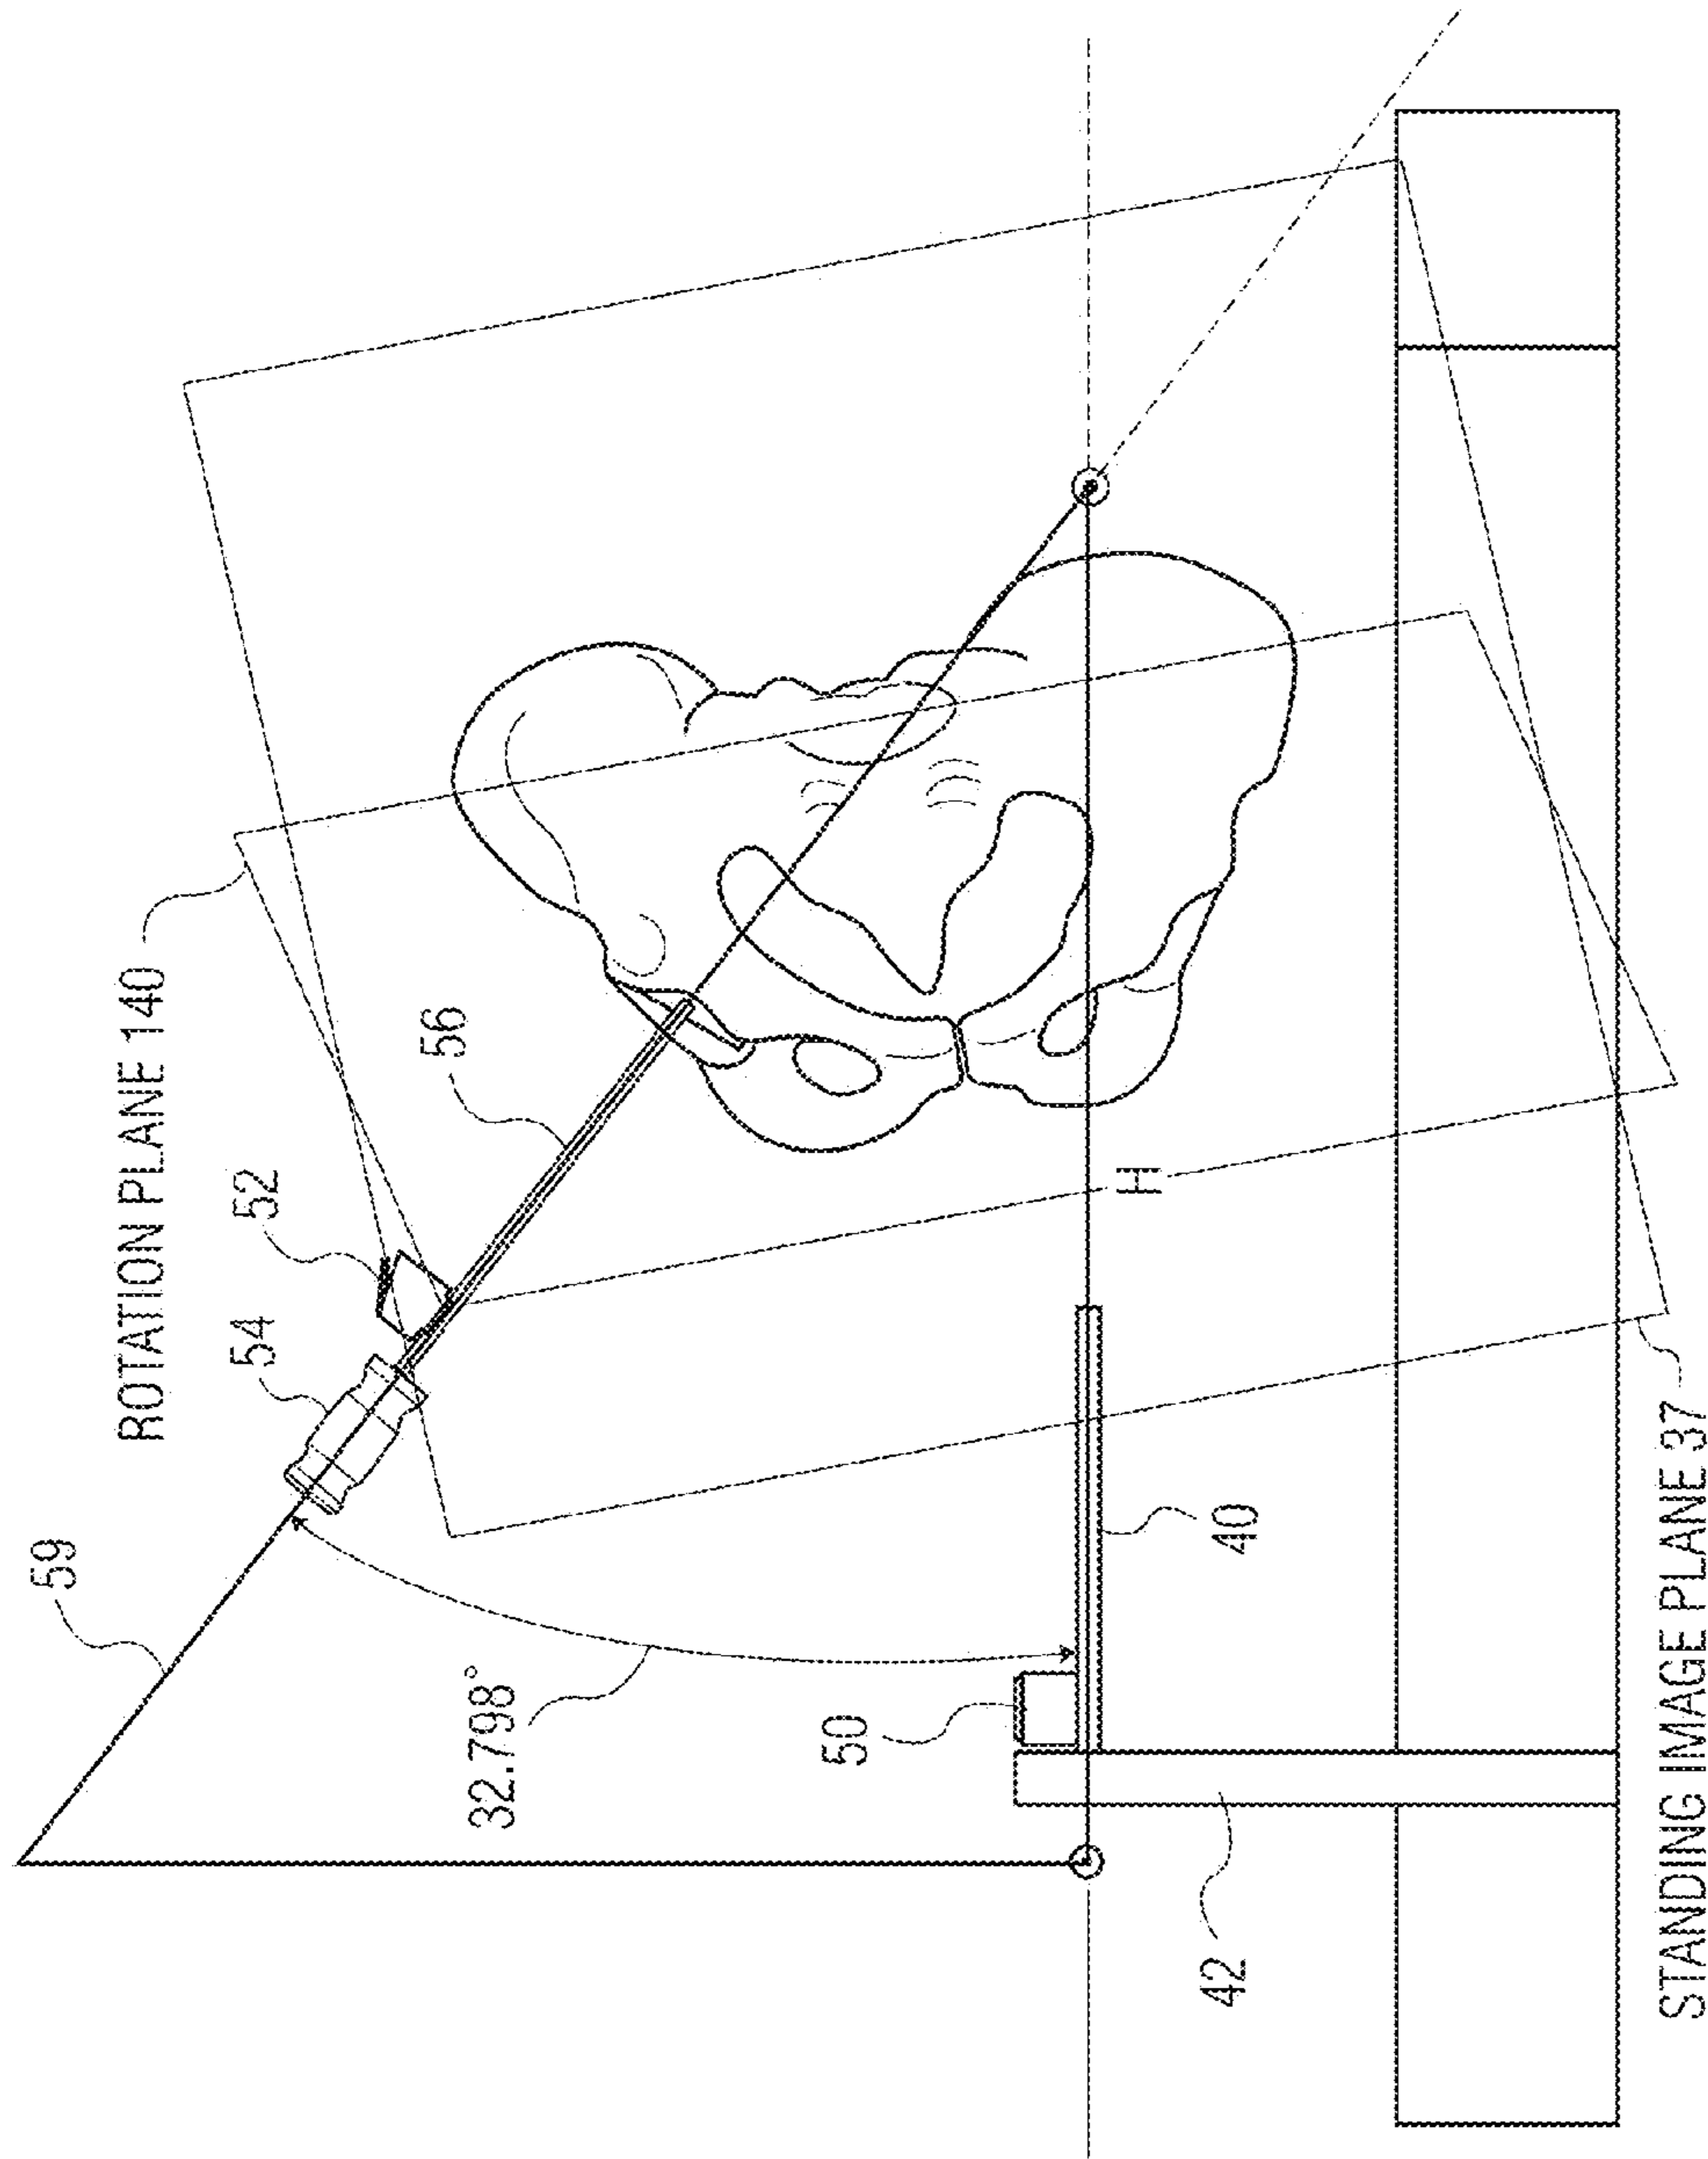 ROTATION PLANE 140
59
54
52
56
32.798°
50
H
40
42
STANDING IMAGE PLANE 37